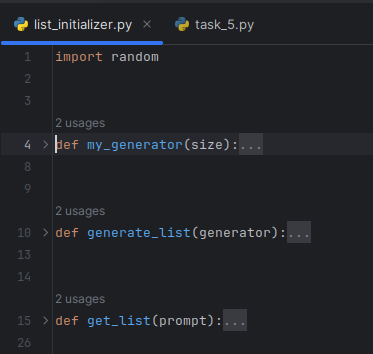 list_initializer.py × task_5.py
1 import random
2
3
2 usages
4 > def my_generator(size):...
8
9
2 usages
10 > def generate_list(generator):...
13
14
2 usages
15 > def get_list(prompt):...
26